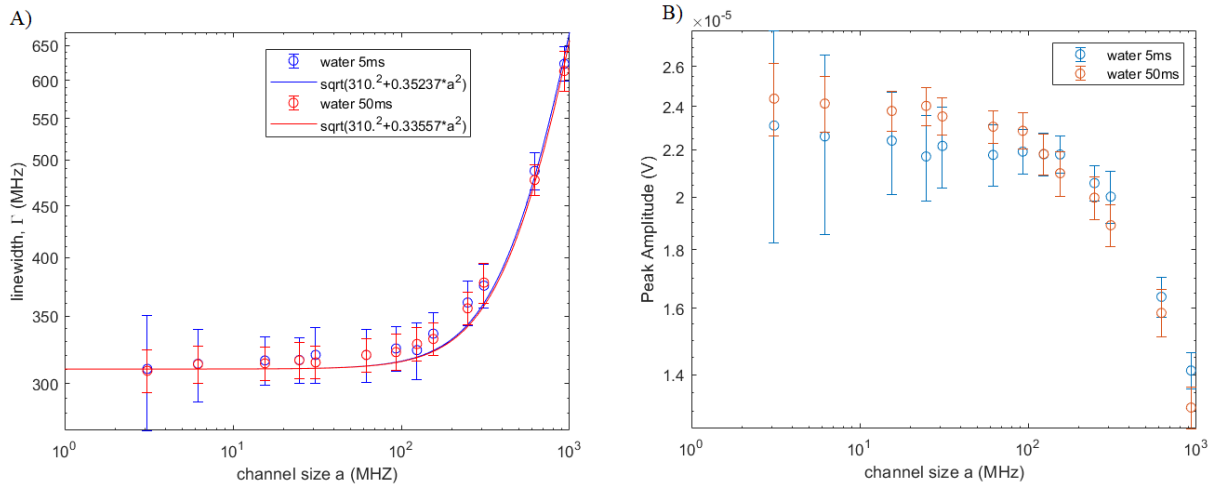 A)
650
600
550
500
450
400
350
300
linewidth, Γ (MHz)
water 5ms
sqrt(310.²+0.35237*a²)
water 50ms
sqrt(310.²+0.33557*a²)
10⁰
10¹
10²
10³
channel size a (MHZ)
B)
×10⁻⁵
2.6
2.4
2.2
2
1.8
1.6
1.4
Peak Amplitude (V)
water 5ms
water 50ms
10⁰
10¹
10²
10³
channel size a (MHz)